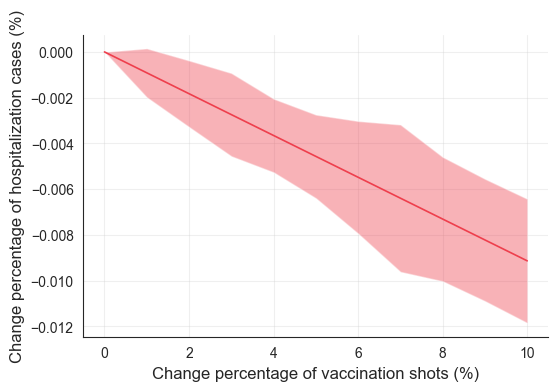 Change percentage of hospitalization cases (%)
0.000
−0.002
−0.004
−0.006
−0.008
−0.010
−0.012
0 2 4 6 8 10
Change percentage of vaccination shots (%)